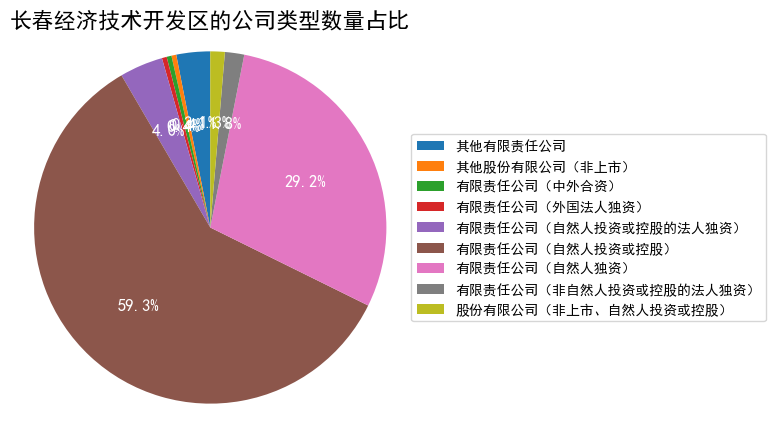 长春经济技术开发区的公司类型数量占比
29.2%
59.3%
其他有限责任公司
其他股份有限公司（非上市）
有限责任公司（中外合资）
有限责任公司（外国法人独资）
有限责任公司（自然人投资或控股的法人独资）
有限责任公司（自然人投资或控股）
有限责任公司（自然人独资）
有限责任公司（非自然人投资或控股的法人独资）
股份有限公司（非上市、自然人投资或控股）